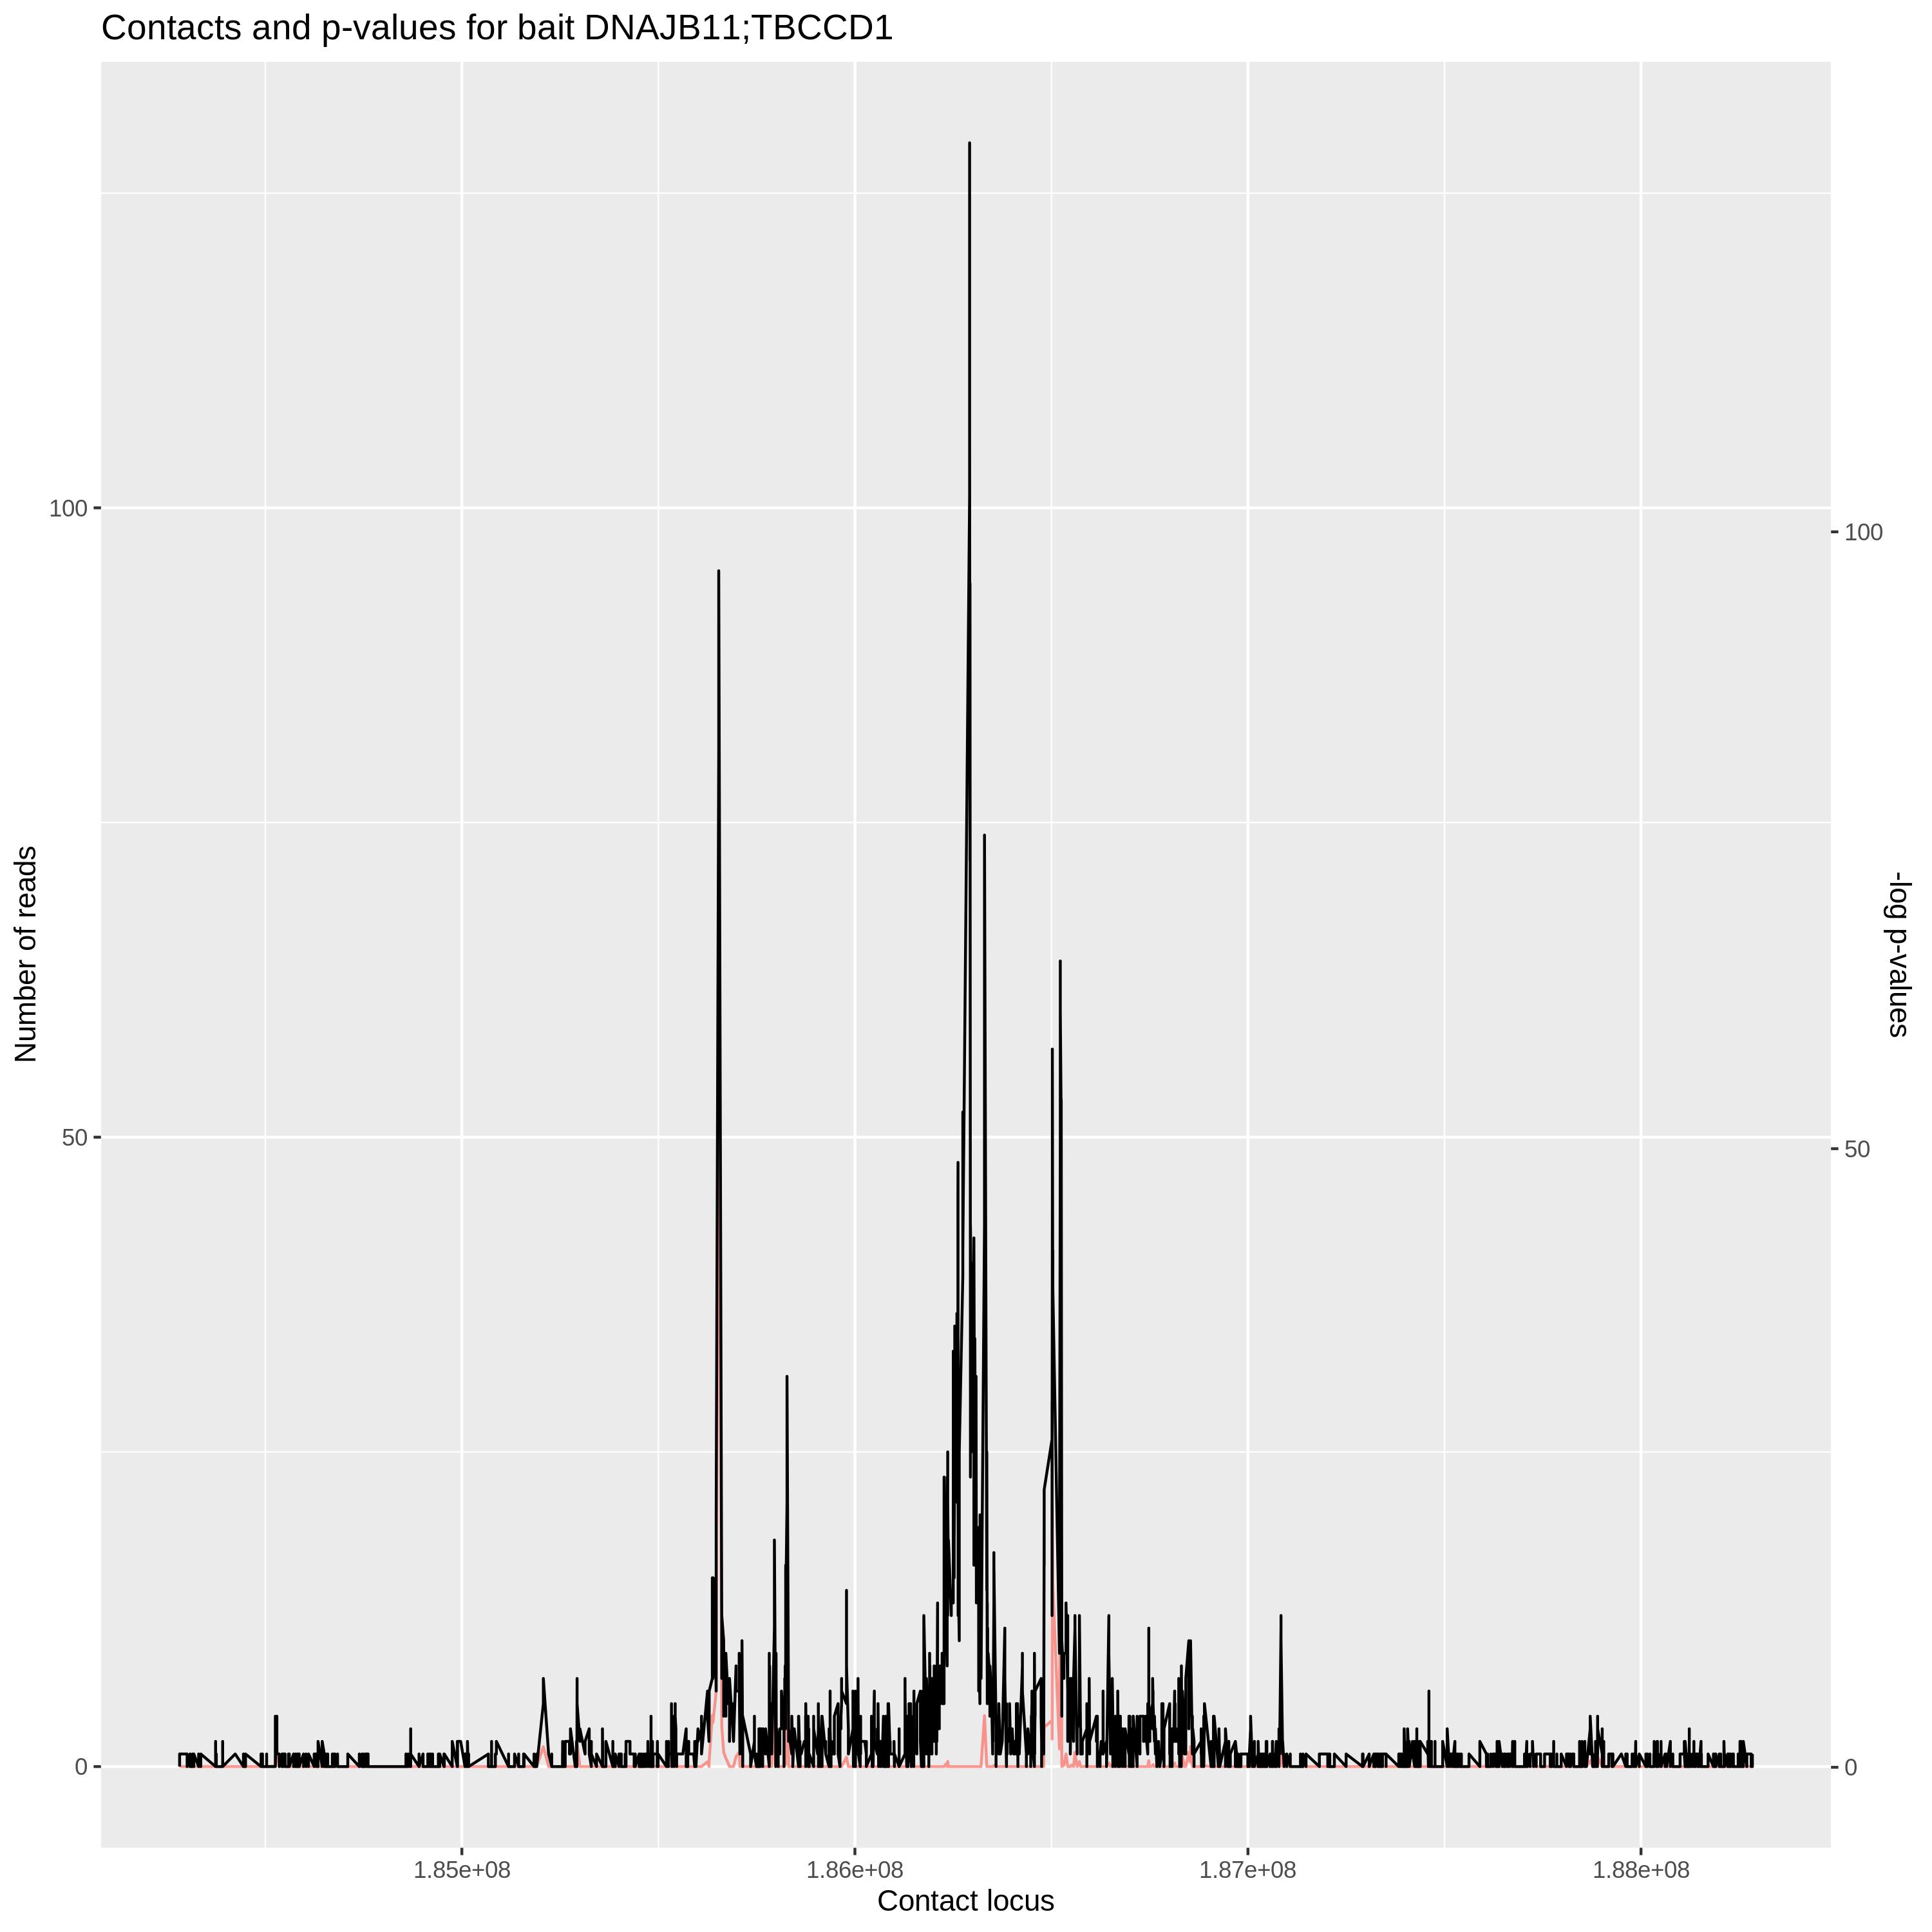 Contacts and p-values for bait DNAJB11;TBCCD1
100
50
0
Number of reads
100
50
0
-log p-values
1.85e+08 1.86e+08 1.87e+08 1.88e+08
Contact locus